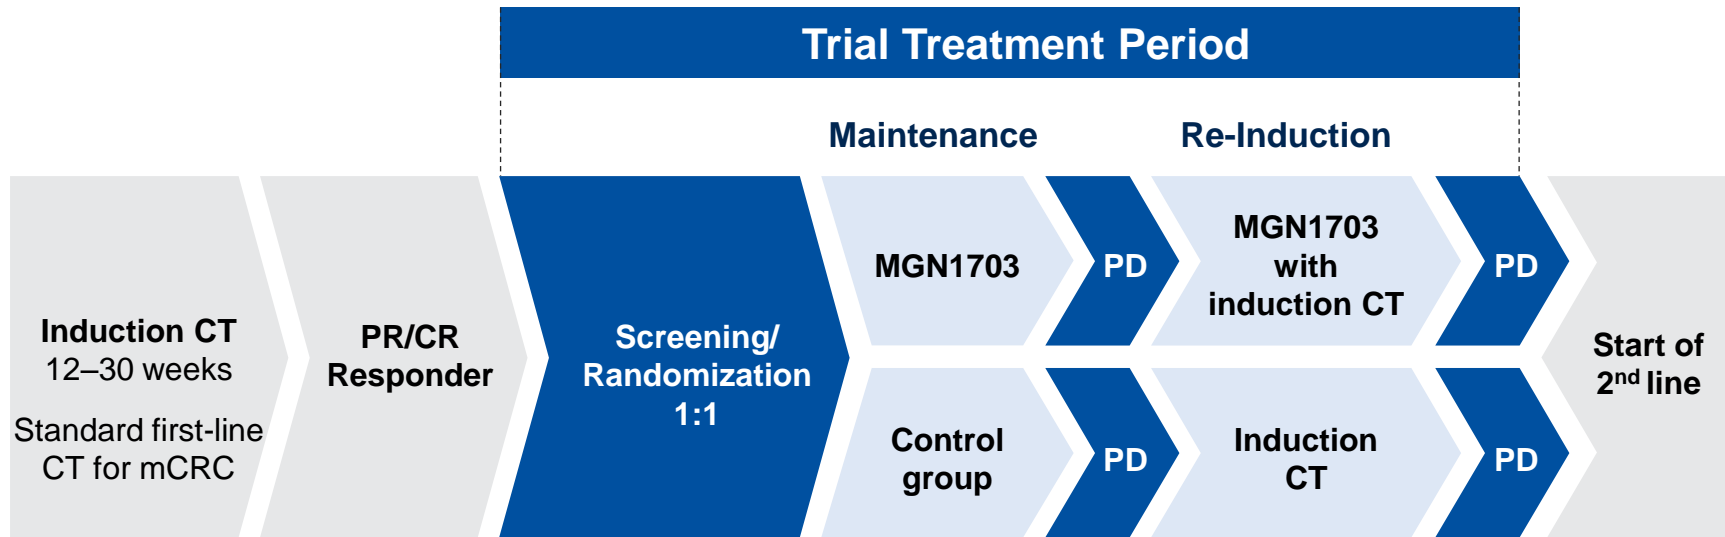 Trial Treatment Period
Maintenance
Re-Induction
Induction CT
12–30 weeks
Standard first-line
CT for mCRC
PR/CR
Responder
Screening/
Randomization
1:1
MGN1703
PD
MGN1703
with
induction CT
PD
Control
group
PD
Induction
CT
PD
Start of
2nd line